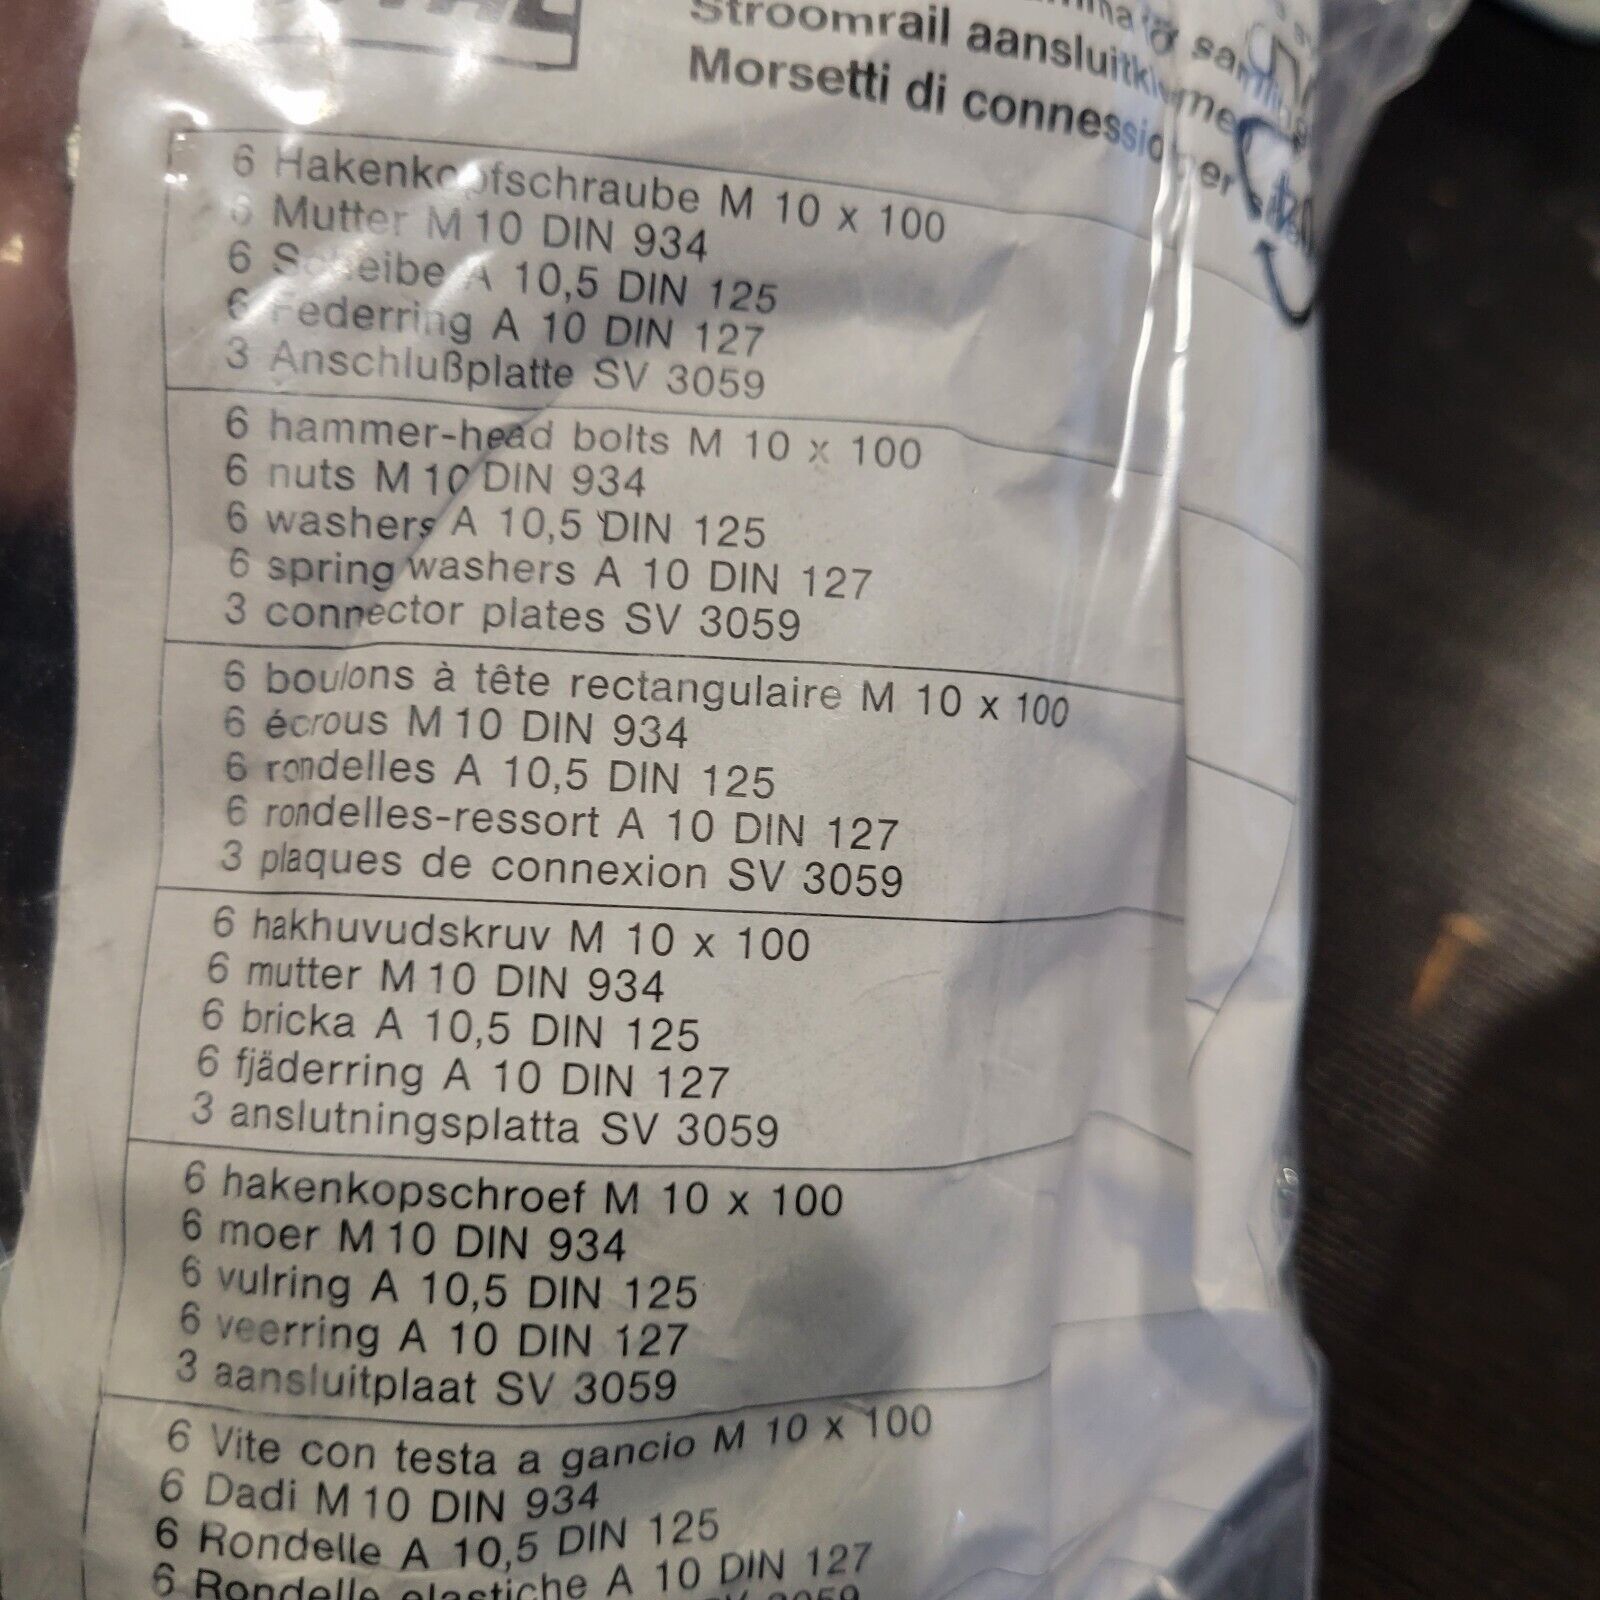 Stroomrail aansluitklemmen
Morsetti di connessio per
6 Hakenkopfschraube M 10 x 100
6 Mutter M 10 DIN 934
6 Scheibe A 10,5 DIN 125
6 Federring A 10 DIN 127
3 Anschlußplatte SV 3059
6 hammer-head bolts M 10 x 100
6 nuts M 10 DIN 934
6 washers A 10,5 DIN 125
6 spring washers A 10 DIN 127
3 connector plates SV 3059
6 boulons à tête rectangulaire M 10 x 100
6 écrous M 10 DIN 934
6 rondelles A 10,5 DIN 125
6 rondelles-ressort A 10 DIN 127
3 plaques de connexion SV 3059
6 hakhuvudskruv M 10 x 100
6 mutter M 10 DIN 934
6 bricka A 10,5 DIN 125
6 fjäderring A 10 DIN 127
3 anslutningsplatta SV 3059
6 hakenkopschroef M 10 x 100
6 moer M 10 DIN 934
6 vulring A 10,5 DIN 125
6 veerring A 10 DIN 127
3 aansluitplaat SV 3059
6 Vite con testa a gancio M 10 x 100
6 Dadi M 10 DIN 934
6 Rondelle A 10,5 DIN 125
6 Rondelle elastiche A 10 DIN 127
SV 3059